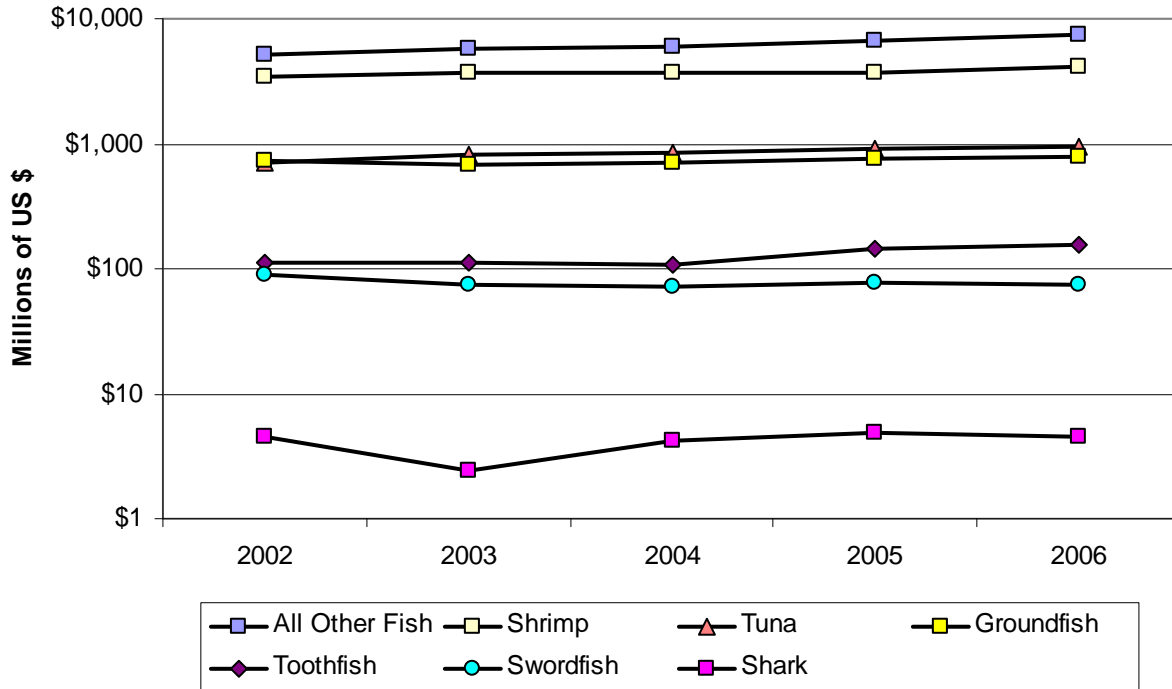 $10,000
$1,000
$100
$10
$1
Millions of US $
2002 2003 2004 2005 2006
All Other Fish Shrimp Tuna Groundfish
Toothfish Swordfish Shark